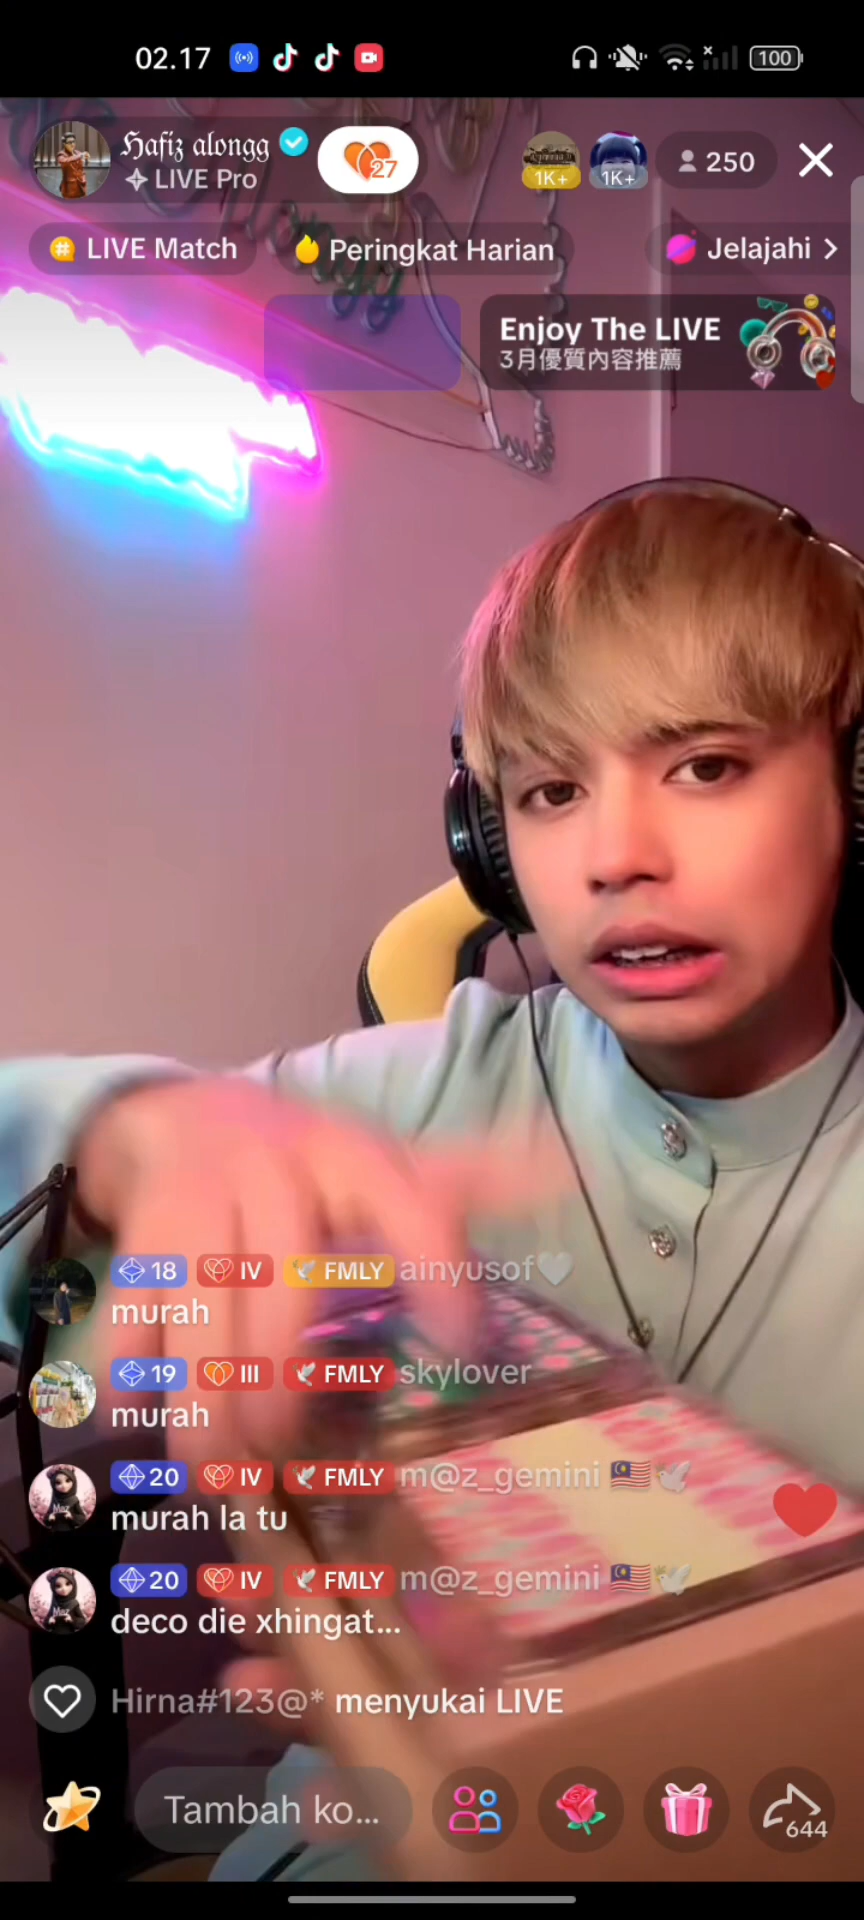 02.17
100
Hafiz alongg
LIVE Pro
27
1K+
1K+
250
LIVE Match
Peringkat Harian
Jelajahi
Enjoy The LIVE
3月優質內容推薦
18 IV FMLY ainyusof🤍
murah
19 III FMLY skylover
murah
20 IV FMLY m@z_gemini 🇲🇾🕊️
murah la tu
20 IV FMLY m@z_gemini 🇲🇾🕊️
deco die xhingat...
Hirna#123@* menyukai LIVE
Tambah ko...
644